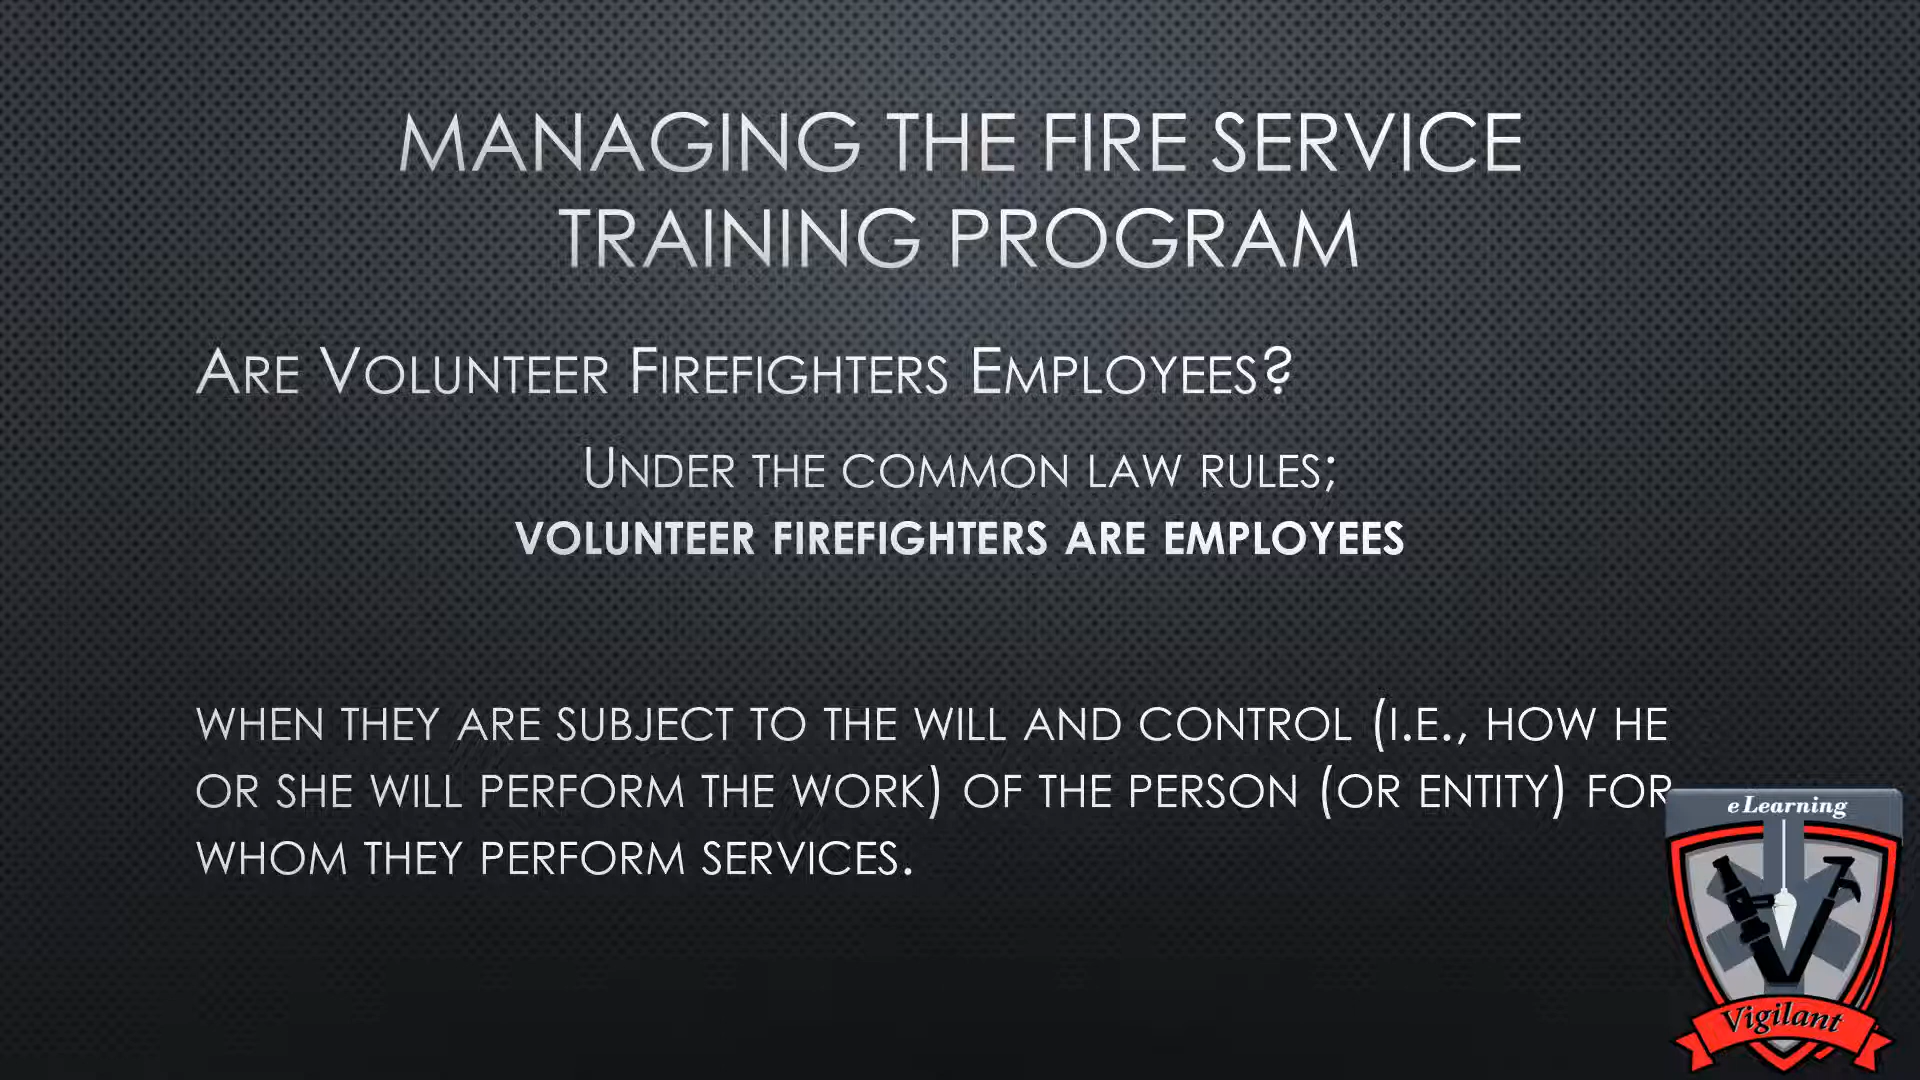 MANAGING THE FIRE SERVICE
TRAINING PROGRAM
ARE VOLUNTEER FIREFIGHTERS EMPLOYEES?
UNDER THE COMMON LAW RULES;
VOLUNTEER FIREFIGHTERS ARE EMPLOYEES
WHEN THEY ARE SUBJECT TO THE WILL AND CONTROL (I.E., HOW HE
OR SHE WILL PERFORM THE WORK) OF THE PERSON (OR ENTITY) FOR
WHOM THEY PERFORM SERVICES.
eLearning
Vigilant